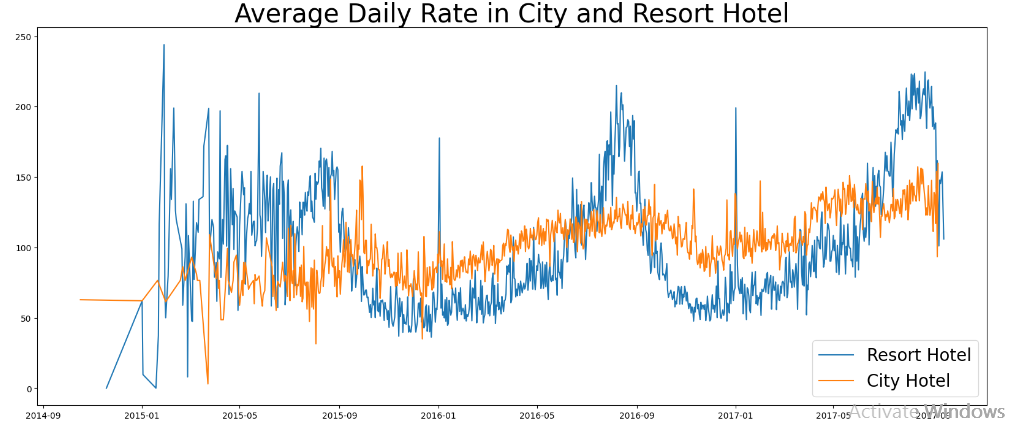 Average Daily Rate in City and Resort Hotel
250
200
150
100
50
0
Resort Hotel
City Hotel
2014-09 2015-01 2015-05 2015-09 2016-01 2016-05 2016-09 2017-01 2017-05 2017-09
Activate Windows